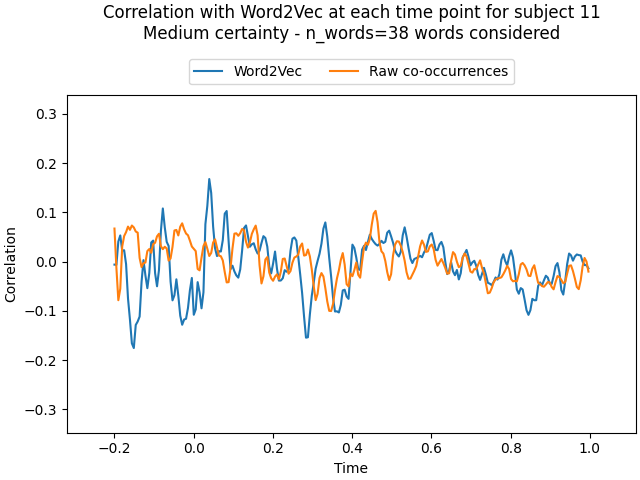 Correlation with Word2Vec at each time point for subject 11
Medium certainty - n_words=38 words considered
Word2Vec
Raw co-occurrences
0.3
0.2
0.1
0.0
−0.1
−0.2
−0.3
Correlation
−0.2
0.0
0.2
0.4
0.6
0.8
1.0
Time